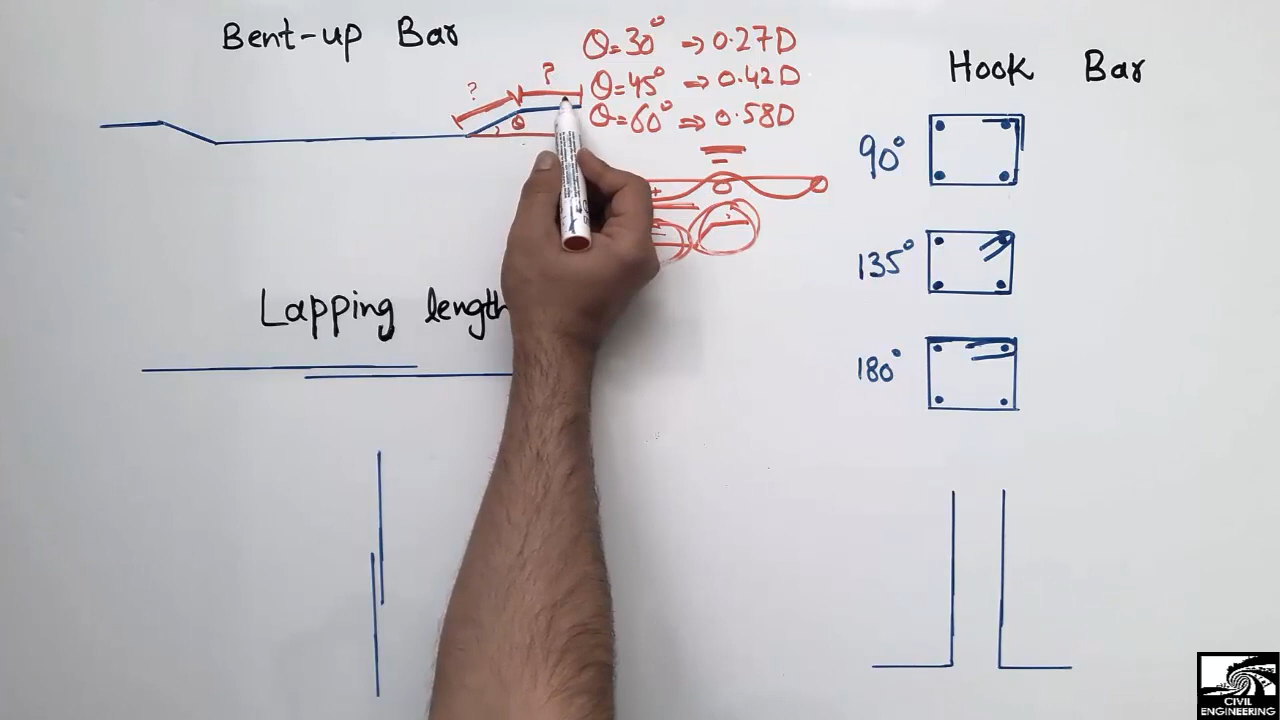 Bent-up Bar
? ?
θ
θ=30° ⇒ 0.27D
θ=45° ⇒ 0.42D
θ=60° ⇒ 0.58D
Lapping length
Hook Bar
90°
135°
180°
CIVIL
ENGINEERING